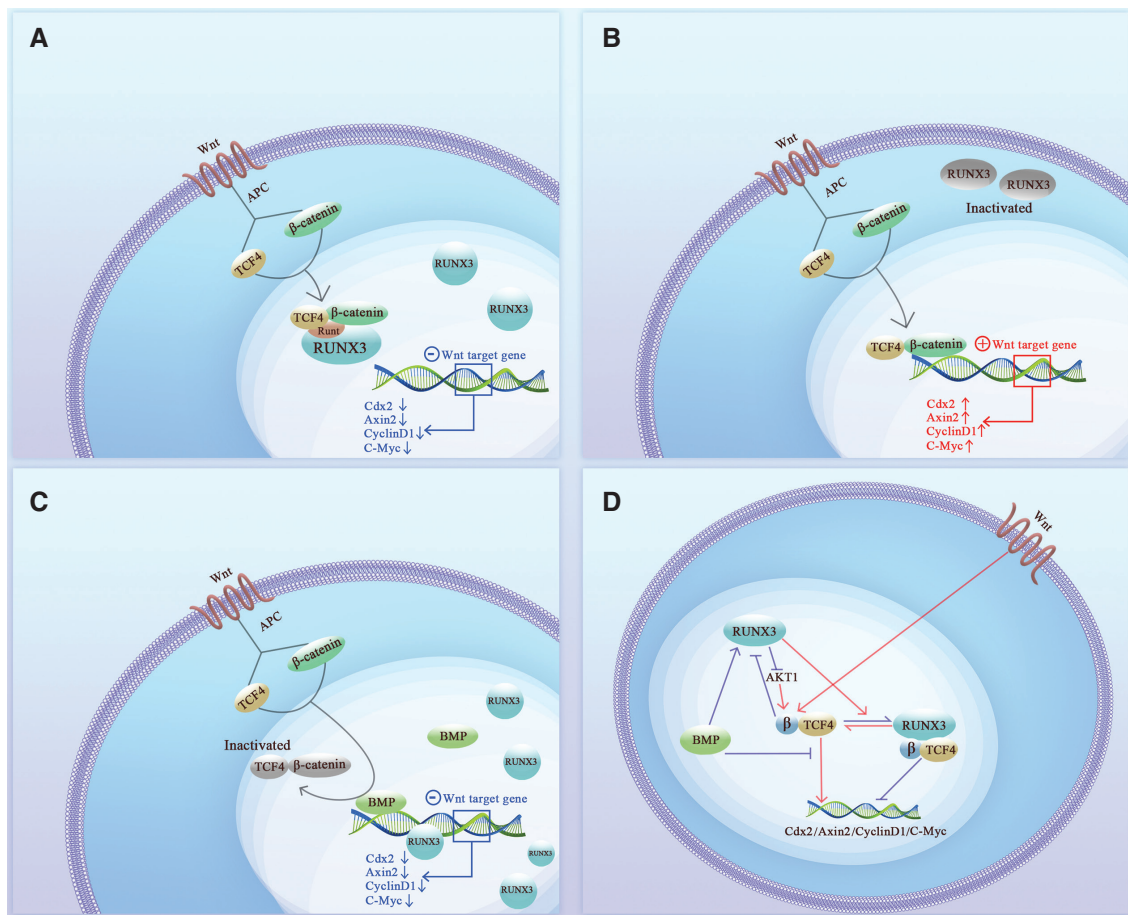 A
Wnt
APC
β-catenin
TCF4
RUNX3
RUNX3
TCF4
β-catenin
Runt
RUNX3
− Wnt target gene
Cdx2 ↓
Axin2 ↓
CyclinD1 ↓
C-Myc ↓
B
Wnt
APC
β-catenin
TCF4
RUNX3
RUNX3
Inactivated
TCF4
β-catenin
+ Wnt target gene
Cdx2 ↑
Axin2 ↑
CyclinD1 ↑
C-Myc ↑
C
Wnt
APC
β-catenin
TCF4
RUNX3
BMP
Inactivated
TCF4
β-catenin
RUNX3
BMP
− Wnt target gene
RUNX3
Cdx2 ↓
Axin2 ↓
CyclinD1 ↓
C-Myc ↓
RUNX3
RUNX3
D
Wnt
RUNX3
AKT1
β
TCF4
RUNX3
BMP
β
TCF4
Cdx2/Axin2/CyclinD1/C-Myc